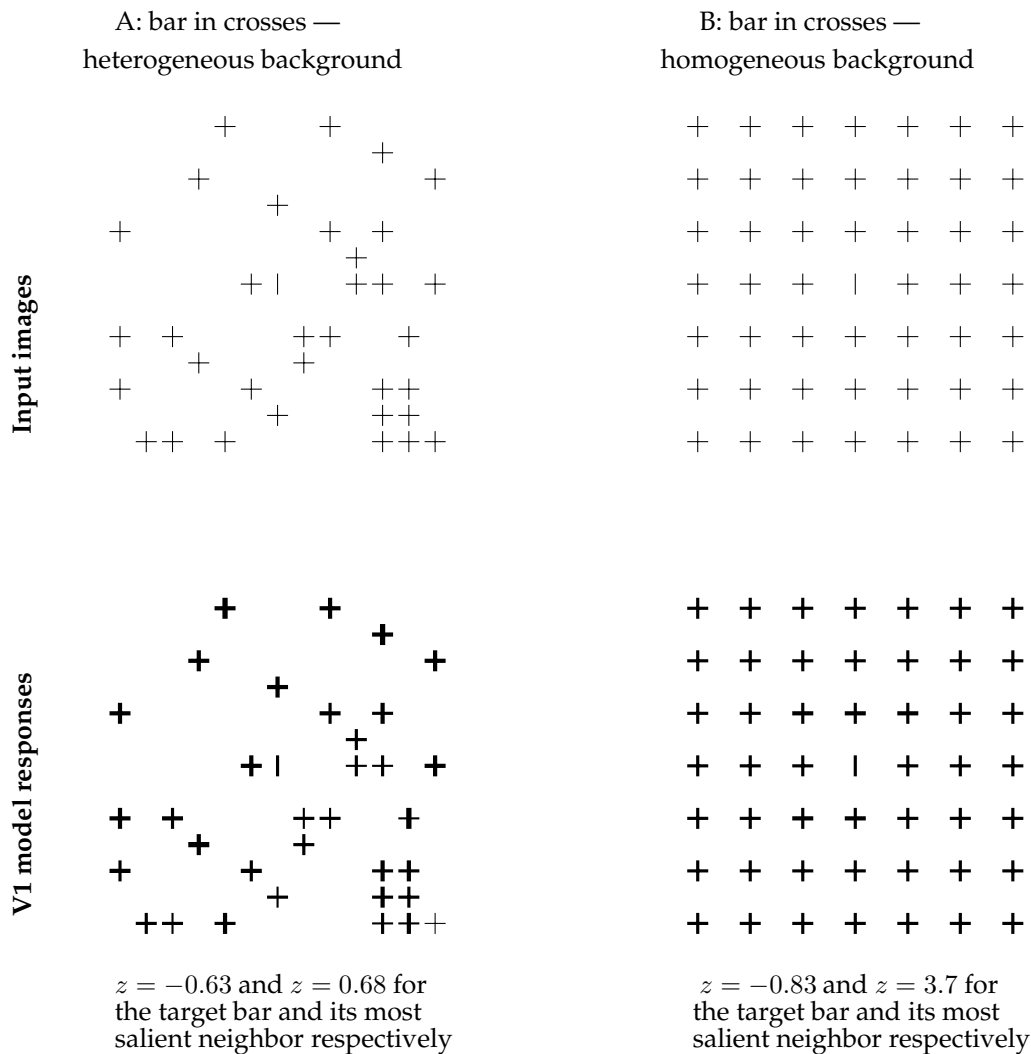 A: bar in crosses —
heterogeneous background
B: bar in crosses —
homogeneous background
Input images
V1 model responses
z = −0.63 and z = 0.68 for
the target bar and its most
salient neighbor respectively
z = −0.83 and z = 3.7 for
the target bar and its most
salient neighbor respectively